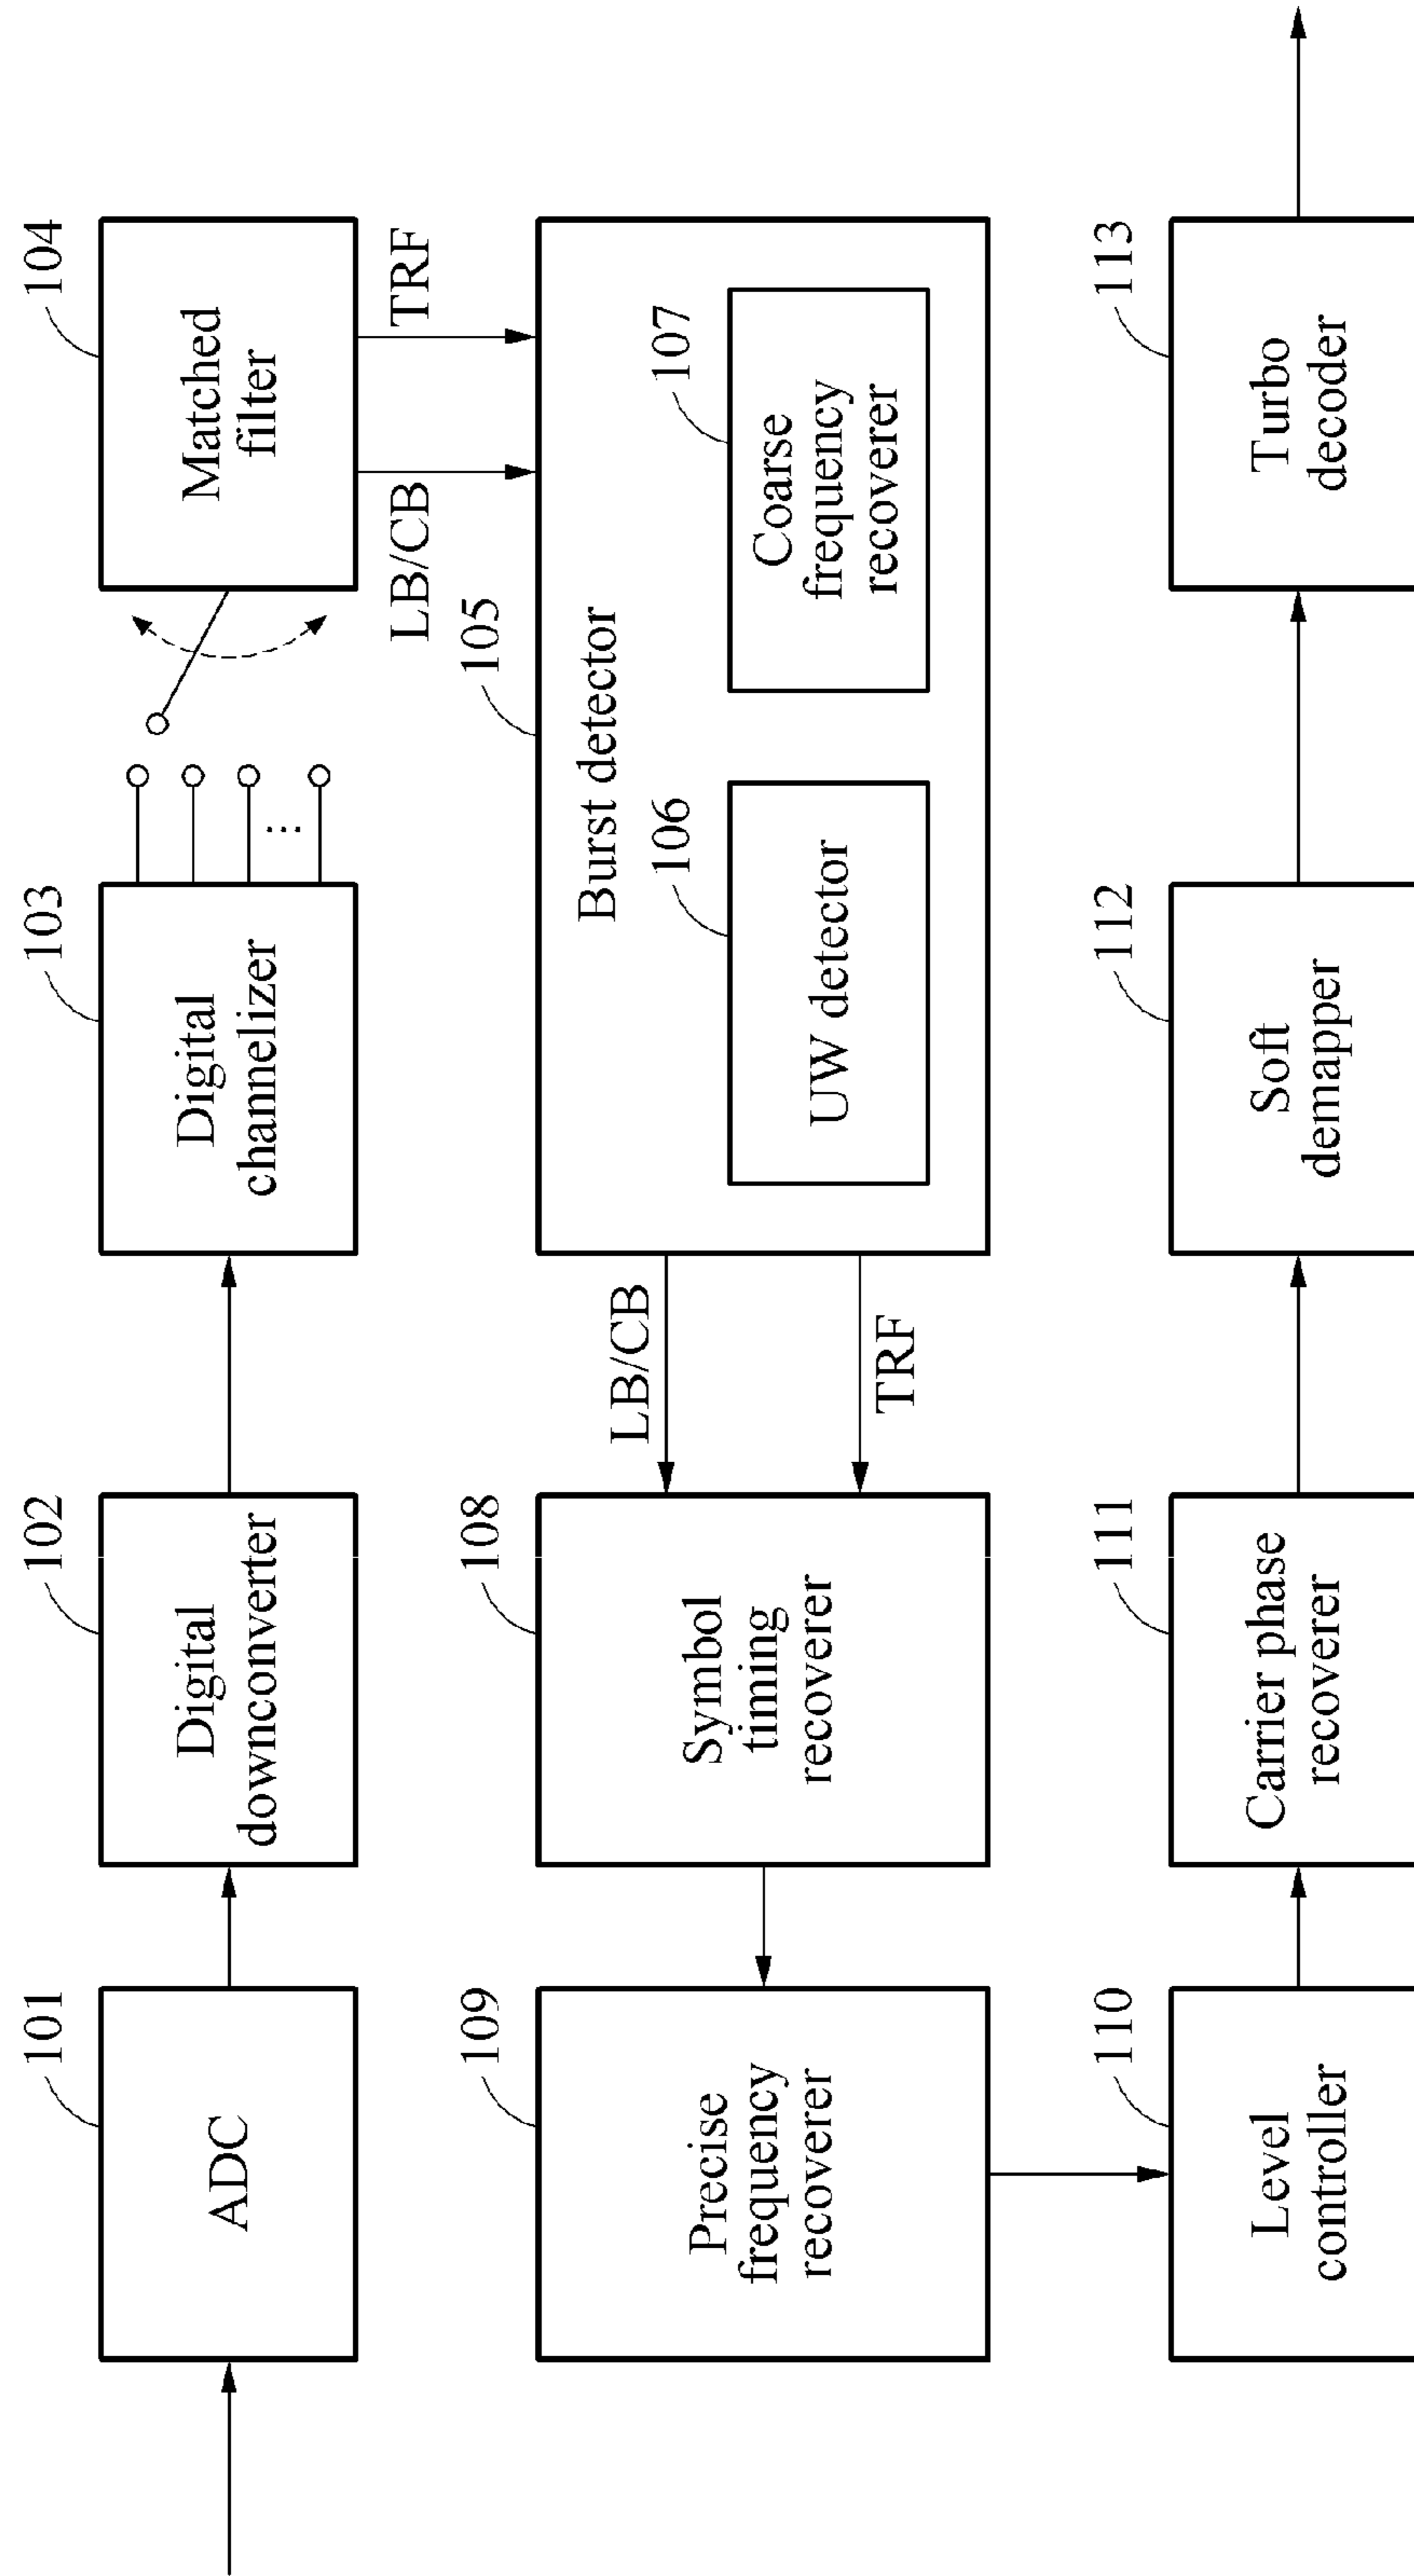 101
ADC
102
Digital
downconverter
103
Digital
channelizer
...
104
Matched
filter
LB/CB
TRF
105
Burst detector
106
UW detector
107
Coarse
frequency
recoverer
LB/CB
TRF
108
Symbol
timing
recoverer
109
Precise
frequency
recoverer
110
Level
controller
111
Carrier phase
recoverer
112
Soft
demapper
113
Turbo
decoder